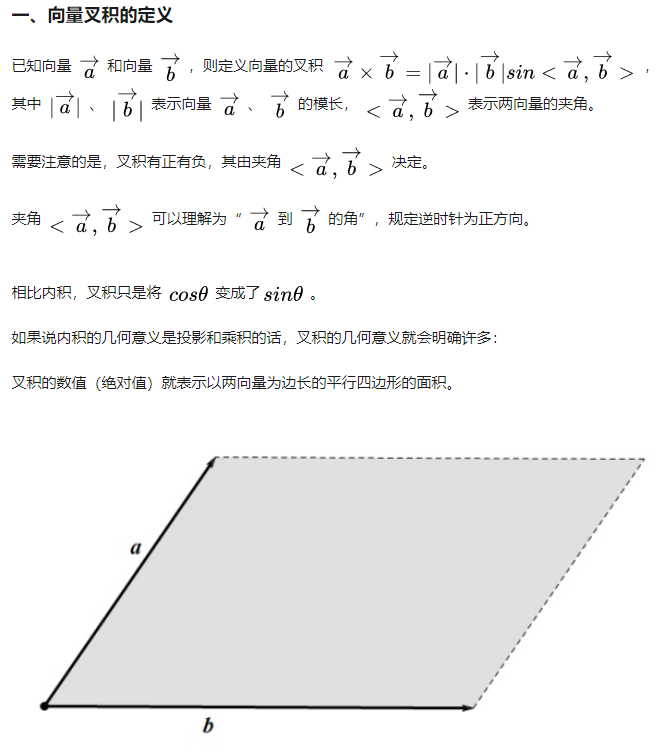 一、向量叉积的定义
已知向量 $\overrightarrow{a}$ 和向量 $\overrightarrow{b}$ ，则定义向量的叉积 $\overrightarrow{a} \times \overrightarrow{b} = |\overrightarrow{a}| \cdot |\overrightarrow{b}| sin < \overrightarrow{a}, \overrightarrow{b} >$ ，
其中 $|\overrightarrow{a}|$ 、 $|\overrightarrow{b}|$ 表示向量 $\overrightarrow{a}$ 、 $\overrightarrow{b}$ 的模长， $< \overrightarrow{a}, \overrightarrow{b} >$ 表示两向量的夹角。
需要注意的是，叉积有正有负，其由夹角 $< \overrightarrow{a}, \overrightarrow{b} >$ 决定。
夹角 $< \overrightarrow{a}, \overrightarrow{b} >$ 可以理解为“ $\overrightarrow{a}$ 到 $\overrightarrow{b}$ 的角”，规定逆时针为正方向。
相比内积，叉积只是将 $cos\theta$ 变成了 $sin\theta$ 。
如果说内积的几何意义是投影和乘积的话，叉积的几何意义就会明确许多：
叉积的数值（绝对值）就表示以两向量为边长的平行四边形的面积。
a
b